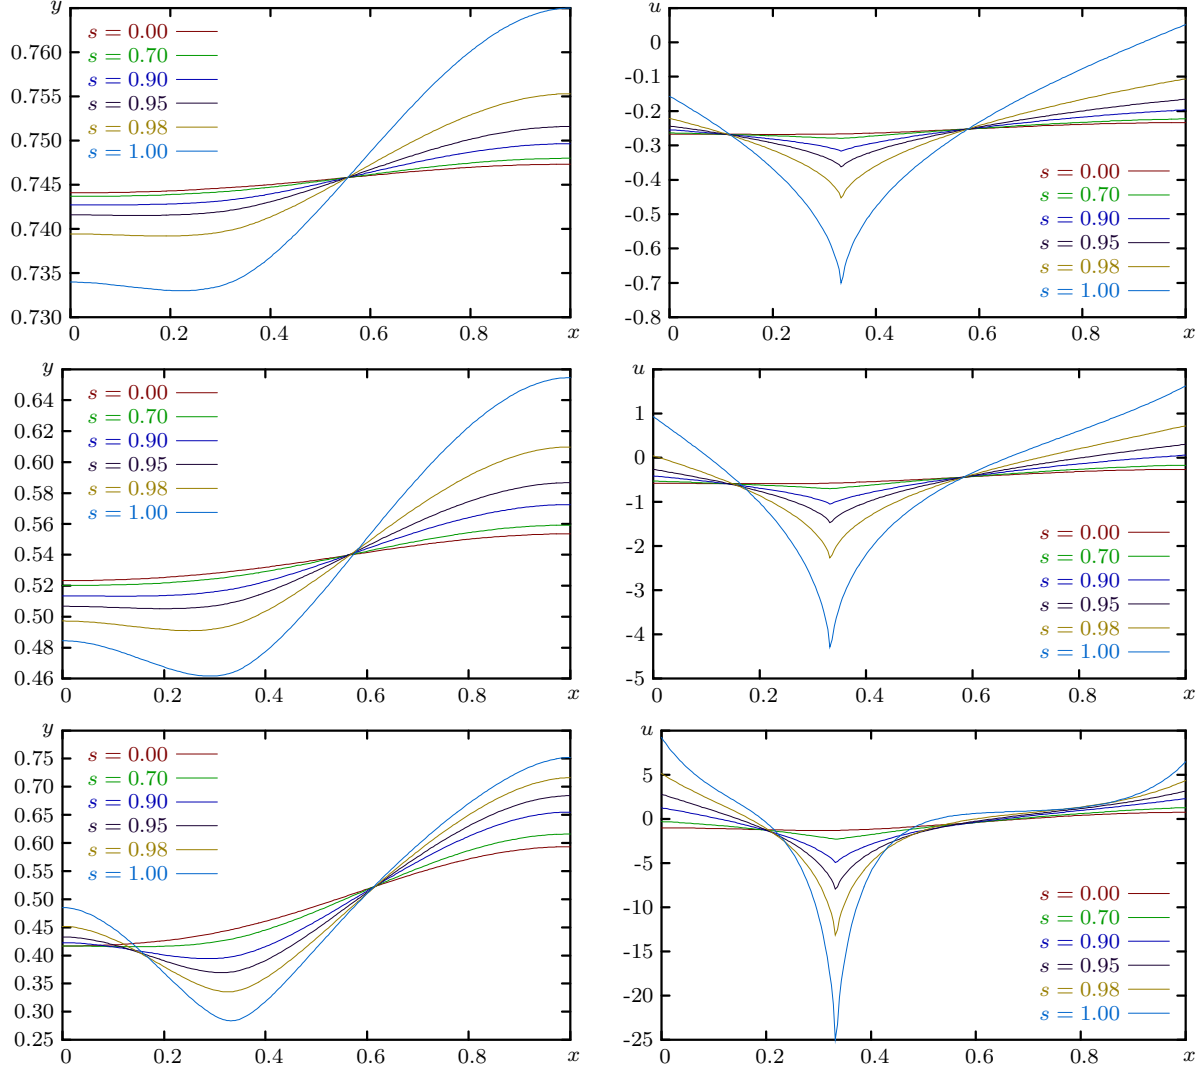 y
0.760
0.755
0.750
0.745
0.740
0.735
0.730
s = 0.00
s = 0.70
s = 0.90
s = 0.95
s = 0.98
s = 1.00
0 0.2 0.4 0.6 0.8 x
u
0
-0.1
-0.2
-0.3
-0.4
-0.5
-0.6
-0.7
-0.8
s = 0.00
s = 0.70
s = 0.90
s = 0.95
s = 0.98
s = 1.00
0 0.2 0.4 0.6 0.8 x
y
0.64
0.62
0.60
0.58
0.56
0.54
0.52
0.50
0.48
0.46
s = 0.00
s = 0.70
s = 0.90
s = 0.95
s = 0.98
s = 1.00
0 0.2 0.4 0.6 0.8 x
u
1
0
-1
-2
-3
-4
-5
s = 0.00
s = 0.70
s = 0.90
s = 0.95
s = 0.98
s = 1.00
0 0.2 0.4 0.6 0.8 x
y
0.75
0.70
0.65
0.60
0.55
0.50
0.45
0.40
0.35
0.30
0.25
s = 0.00
s = 0.70
s = 0.90
s = 0.95
s = 0.98
s = 1.00
0 0.2 0.4 0.6 0.8 x
u
5
0
-5
-10
-15
-20
-25
s = 0.00
s = 0.70
s = 0.90
s = 0.95
s = 0.98
s = 1.00
0 0.2 0.4 0.6 0.8 x